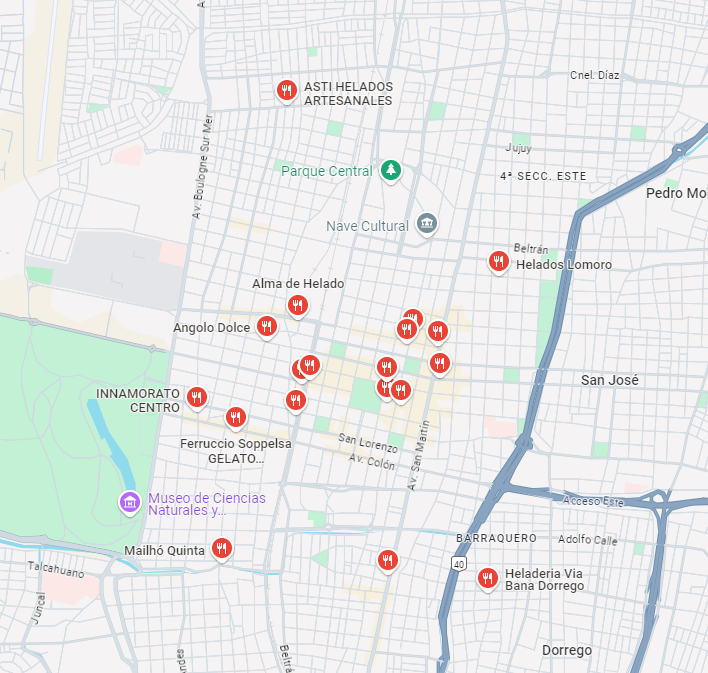 Cnel. Díaz
ASTI HELADOS
ARTESANALES
Av. Boulogne Sur Mer
Jujuy
Parque Central
4ª SECC. ESTE
Pedro Mol
Nave Cultural
Beltrán
Helados Lomoro
Alma de Helado
Angolo Dolce
San José
INNAMORATO
CENTRO
Ferruccio Soppelsa
GELATO...
San Lorenzo
Av. Colón
Av. San Martín
Museo de Ciencias
Naturales y...
Acceso Este
BARRAQUERO
Adolfo Calle
Mailhó Quinta
40
Talcahuano
Heladeria Via
Bana Dorrego
Juncal
Dorrego
Beltrá